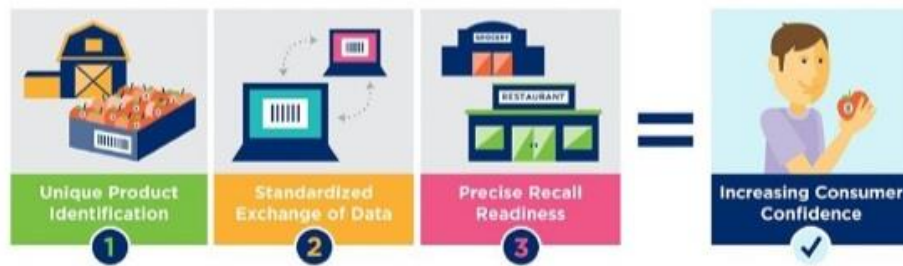 GROCERY
RESTAURANT
Unique Product
Identification
1
Standardized
Exchange of Data
2
Precise Recall
Readiness
3
=
Increasing Consumer
Confidence